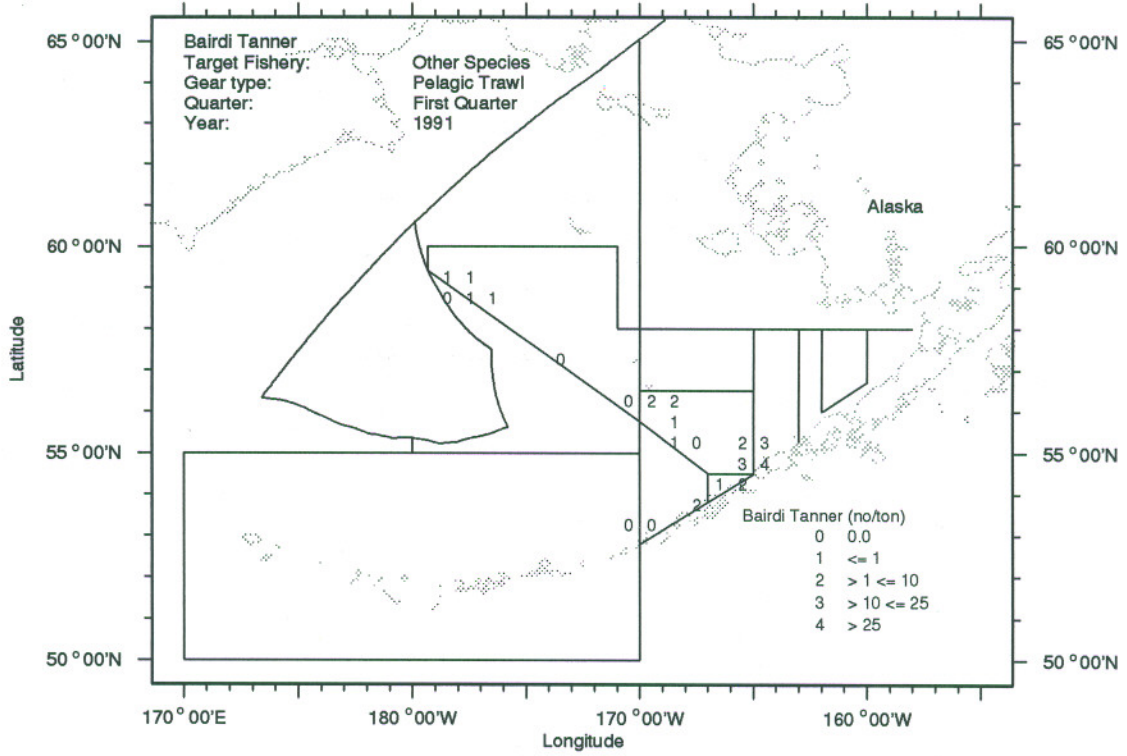 65 °00'N
65 °00'N
Bairdi Tanner
Target Fishery: Other Species
Gear type: Pelagic Trawl
Quarter: First Quarter
Year: 1991
Alaska
60 °00'N
60 °00'N
1 1
0 1 1
0
0 2 2
1
1 0 2 3
3 4
55 °00'N
55 °00'N
1 2
2
0 0
Bairdi Tanner (no/ton)
0 0.0
1 <= 1
2 > 1 <= 10
3 > 10 <= 25
4 > 25
50 °00'N
50 °00'N
170 °00'E
180 °00'W
170 °00'W
160 °00'W
Longitude
Latitude